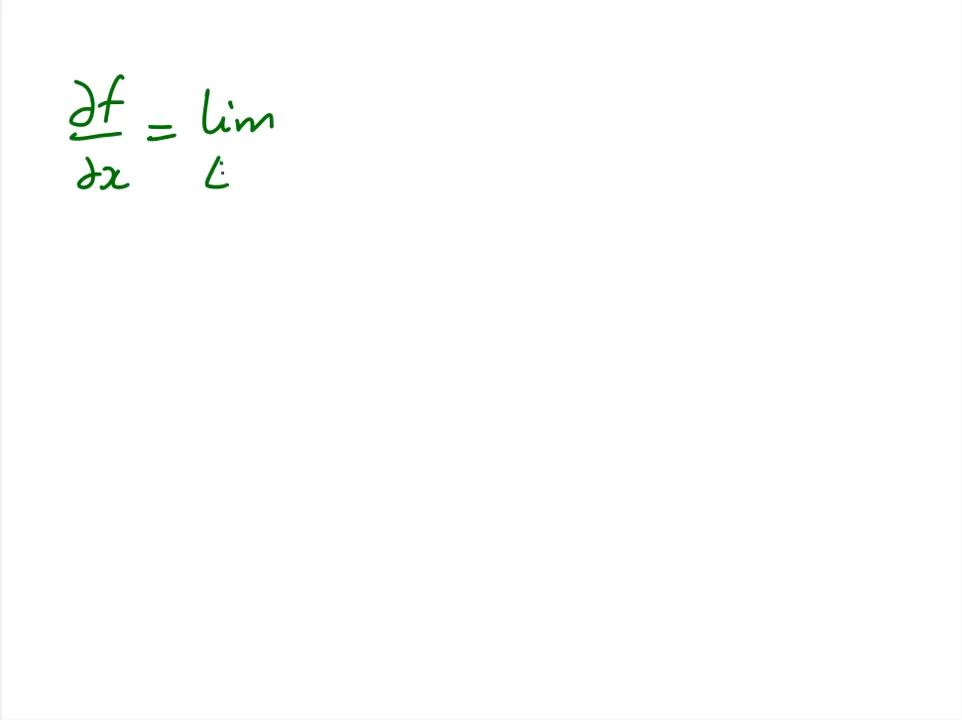 ∂f/∂x = lim